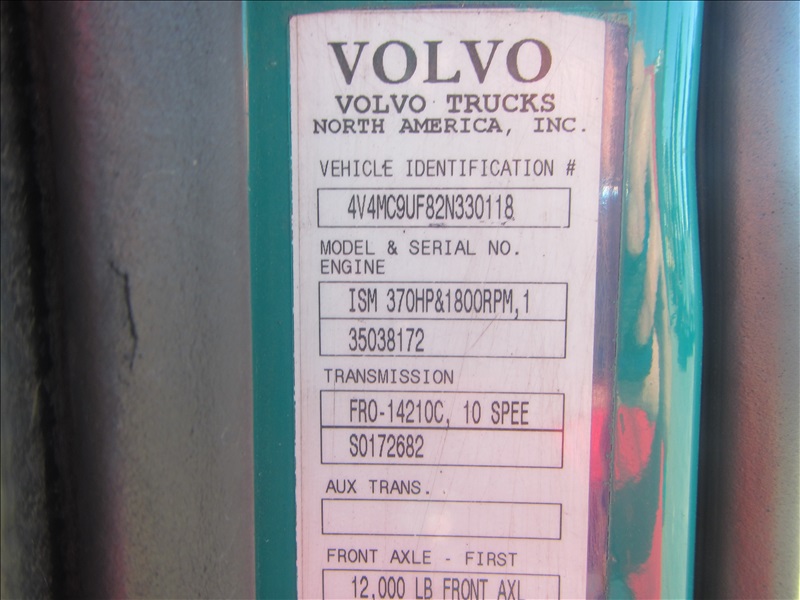 VOLVO
VOLVO TRUCKS
NORTH AMERICA, INC.
VEHICLE IDENTIFICATION #
4V4MC9UF82N330118
MODEL & SERIAL NO.
ENGINE
ISM 370HP&1800RPM,1
35038172
TRANSMISSION
FRO-14210C, 10 SPEE
S0172682
AUX TRANS.
FRONT AXLE - FIRST
12,000 LB FRONT AXL